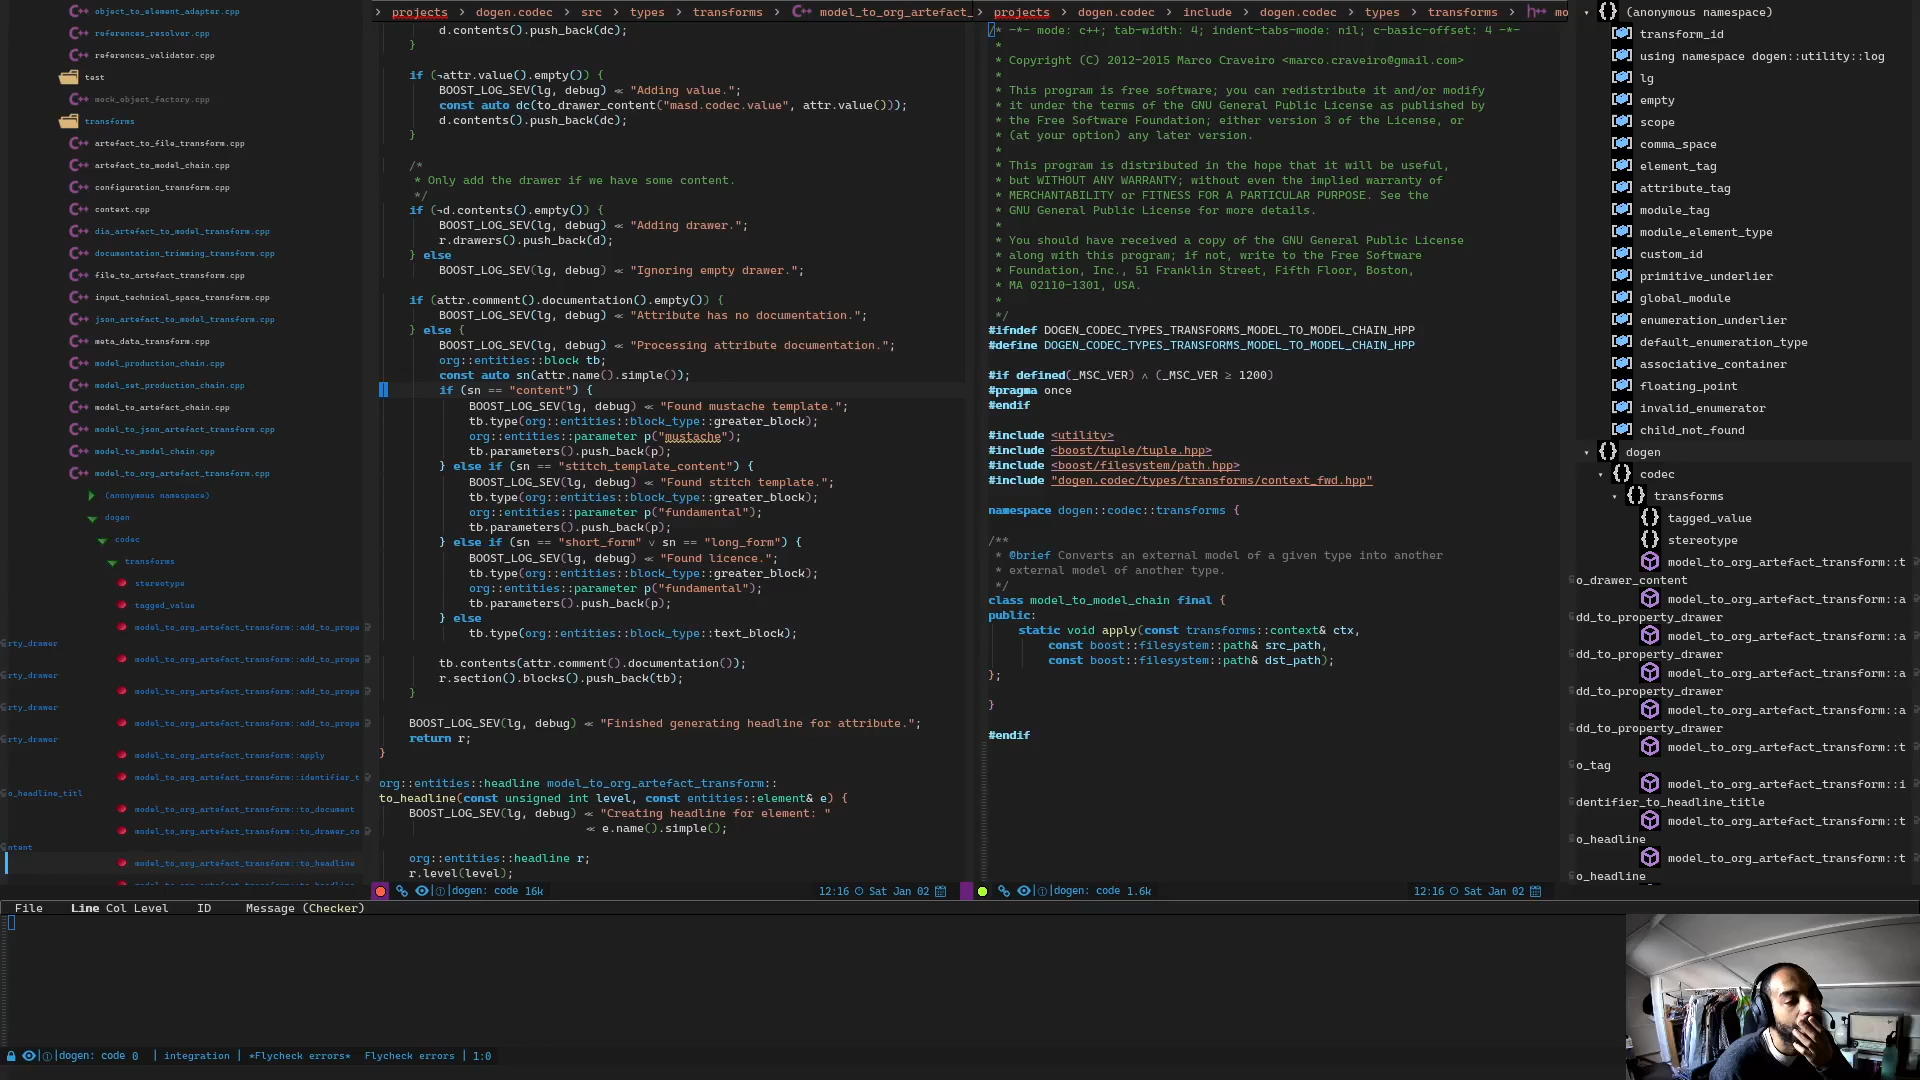 object_to_element_adapter.cpp
references_resolver.cpp
references_validator.cpp
test
mock_object_factory.cpp
transforms
artefact_to_file_transform.cpp
artefact_to_model_chain.cpp
configuration_transform.cpp
context.cpp
dia_artefact_to_model_transform.cpp
documentation_trimming_transform.cpp
file_to_artefact_transform.cpp
input_technical_space_transform.cpp
json_artefact_to_model_transform.cpp
meta_data_transform.cpp
model_production_chain.cpp
model_set_production_chain.cpp
model_to_artefact_chain.cpp
model_to_json_artefact_transform.cpp
model_to_model_chain.cpp
model_to_org_artefact_transform.cpp
(anonymous namespace)
dogen
codec
transforms
stereotype
tagged_value
model_to_org_artefact_transform::add_to_prope
rty_drawer
model_to_org_artefact_transform::add_to_prope
rty_drawer
model_to_org_artefact_transform::add_to_prope
rty_drawer
model_to_org_artefact_transform::add_to_prope
rty_drawer
model_to_org_artefact_transform::apply
model_to_org_artefact_transform::identifier_t
o_headline_titl
model_to_org_artefact_transform::to_document
model_to_org_artefact_transform::to_drawer_co
ntent
model_to_org_artefact_transform::to_headline
> projects > dogen.codec > src > types > transforms > model_to_org_artefact_
d.contents().push_back(dc);
}
if (¬attr.value().empty()) {
BOOST_LOG_SEV(lg, debug) ≪ "Adding value.";
const auto dc(to_drawer_content("masd.codec.value", attr.value()));
d.contents().push_back(dc);
}
/*
* Only add the drawer if we have some content.
*/
if (¬d.contents().empty()) {
BOOST_LOG_SEV(lg, debug) ≪ "Adding drawer.";
r.drawers().push_back(d);
} else
BOOST_LOG_SEV(lg, debug) ≪ "Ignoring empty drawer.";
if (attr.comment().documentation().empty()) {
BOOST_LOG_SEV(lg, debug) ≪ "Attribute has no documentation.";
} else {
BOOST_LOG_SEV(lg, debug) ≪ "Processing attribute documentation.";
org::entities::block tb;
const auto sn(attr.name().simple());
if (sn == "content") {
BOOST_LOG_SEV(lg, debug) ≪ "Found mustache template.";
tb.type(org::entities::block_type::greater_block);
org::entities::parameter p("mustache");
tb.parameters().push_back(p);
} else if (sn == "stitch_template_content") {
BOOST_LOG_SEV(lg, debug) ≪ "Found stitch template.";
tb.type(org::entities::block_type::greater_block);
org::entities::parameter p("fundamental");
tb.parameters().push_back(p);
} else if (sn == "short_form" ∨ sn == "long_form") {
BOOST_LOG_SEV(lg, debug) ≪ "Found licence.";
tb.type(org::entities::block_type::greater_block);
org::entities::parameter p("fundamental");
tb.parameters().push_back(p);
} else
tb.type(org::entities::block_type::text_block);
tb.contents(attr.comment().documentation());
r.section().blocks().push_back(tb);
}
BOOST_LOG_SEV(lg, debug) ≪ "Finished generating headline for attribute.";
return r;
}
org::entities::headline model_to_org_artefact_transform::
to_headline(const unsigned int level, const entities::element& e) {
BOOST_LOG_SEV(lg, debug) ≪ "Creating headline for element: "
≪ e.name().simple();
org::entities::headline r;
r.level(level);
dogen: code 16k 12:16 Sat Jan 02
> projects > dogen.codec > include > dogen.codec > types > transforms > h++ mo
/* -*- mode: c++; tab-width: 4; indent-tabs-mode: nil; c-basic-offset: 4 -*-
*
* Copyright (C) 2012-2015 Marco Craveiro <marco.craveiro@gmail.com>
*
* This program is free software; you can redistribute it and/or modify
* it under the terms of the GNU General Public License as published by
* the Free Software Foundation; either version 3 of the License, or
* (at your option) any later version.
*
* This program is distributed in the hope that it will be useful,
* but WITHOUT ANY WARRANTY; without even the implied warranty of
* MERCHANTABILITY or FITNESS FOR A PARTICULAR PURPOSE. See the
* GNU General Public License for more details.
*
* You should have received a copy of the GNU General Public License
* along with this program; if not, write to the Free Software
* Foundation, Inc., 51 Franklin Street, Fifth Floor, Boston,
* MA 02110-1301, USA.
*
*/
#ifndef DOGEN_CODEC_TYPES_TRANSFORMS_MODEL_TO_MODEL_CHAIN_HPP
#define DOGEN_CODEC_TYPES_TRANSFORMS_MODEL_TO_MODEL_CHAIN_HPP
#if defined(_MSC_VER) ∧ (_MSC_VER ≥ 1200)
#pragma once
#endif
#include <utility>
#include <boost/tuple/tuple.hpp>
#include <boost/filesystem/path.hpp>
#include "dogen.codec/types/transforms/context_fwd.hpp"
namespace dogen::codec::transforms {
/**
* @brief Converts an external model of a given type into another
* external model of another type.
*/
class model_to_model_chain final {
public:
static void apply(const transforms::context& ctx,
const boost::filesystem::path& src_path,
const boost::filesystem::path& dst_path);
};
}
#endif
dogen: code 1.6k 12:16 Sat Jan 02
(anonymous namespace)
transform_id
using namespace dogen::utility::log
lg
empty
scope
comma_space
element_tag
attribute_tag
module_tag
module_element_type
custom_id
primitive_underlier
global_module
enumeration_underlier
default_enumeration_type
associative_container
floating_point
invalid_enumerator
child_not_found
dogen
codec
transforms
tagged_value
stereotype
model_to_org_artefact_transform::t
o_drawer_content
model_to_org_artefact_transform::a
dd_to_property_drawer
model_to_org_artefact_transform::a
dd_to_property_drawer
model_to_org_artefact_transform::a
dd_to_property_drawer
model_to_org_artefact_transform::a
dd_to_property_drawer
model_to_org_artefact_transform::t
o_tag
model_to_org_artefact_transform::i
dentifier_to_headline_title
model_to_org_artefact_transform::t
o_headline
model_to_org_artefact_transform::t
o_headline
File Line Col Level ID Message (Checker)
dogen: code 0 | integration | *Flycheck errors* Flycheck errors | 1:0